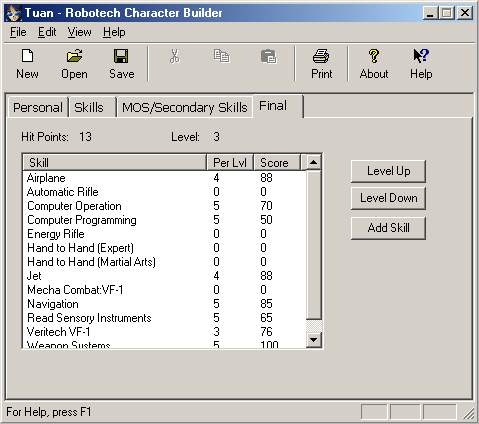 Tuan - Robotech Character Builder
File Edit View Help
New Open Save Print About Help
Personal Skills MOS/Secondary Skills Final
Hit Points: 13 Level: 3
Skill Per Lvl Score
Airplane 4 88
Automatic Rifle 0 0
Computer Operation 5 70
Computer Programming 5 50
Energy Rifle 0 0
Hand to Hand (Expert) 0 0
Hand to Hand (Martial Arts) 0 0
Jet 4 88
Mecha Combat:VF-1 0 0
Navigation 5 85
Read Sensory Instruments 5 65
Veritech VF-1 3 76
Weapon Systems 5 100
Level Up
Level Down
Add Skill
For Help, press F1